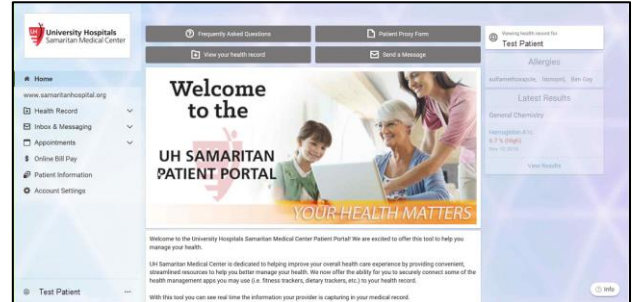 University Hospitals
Samaritan Medical Center
Home
www.samaritanhospital.org
Health Record
Inbox & Messaging
Appointments
Online Bill Pay
Patient Information
Account Settings
Test Patient
Frequently Asked Questions
Patient Proxy Form
View your health record
Send a Message
Welcome
to the
UH SAMARITAN
PATIENT PORTAL
YOUR HEALTH MATTERS
Welcome to the University Hospitals Samaritan Medical Center Patient Portal! We are excited to offer this tool to help you
manage your health.
UH Samaritan Medical Center is dedicated to helping improve your overall health care experience by providing convenient,
streamlined resources to help you better manage your health. We now offer the ability for you to securely connect some of the
health management apps you may use (i.e. fitness trackers, dietary trackers, etc.) to your health record.
With this tool you can see real time the information your provider is capturing in your medical record.
Viewing health record for
Test Patient
Allergies
lisinopril, Ben Gay
Latest Results
General Chemistry
Hemoglobin A1c
6.7 % (High)
View Results
Info